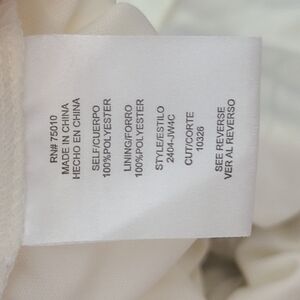 RN# 75010
MADE IN CHINA
HECHO EN CHINA
SELF/CUERPO
100%POLYESTER
LINING/FORRO
100%POLYESTER
STYLE/ESTILO
2404-JW4C
CUT/CORTE
10326
SEE REVERSE
VER AL REVERSO